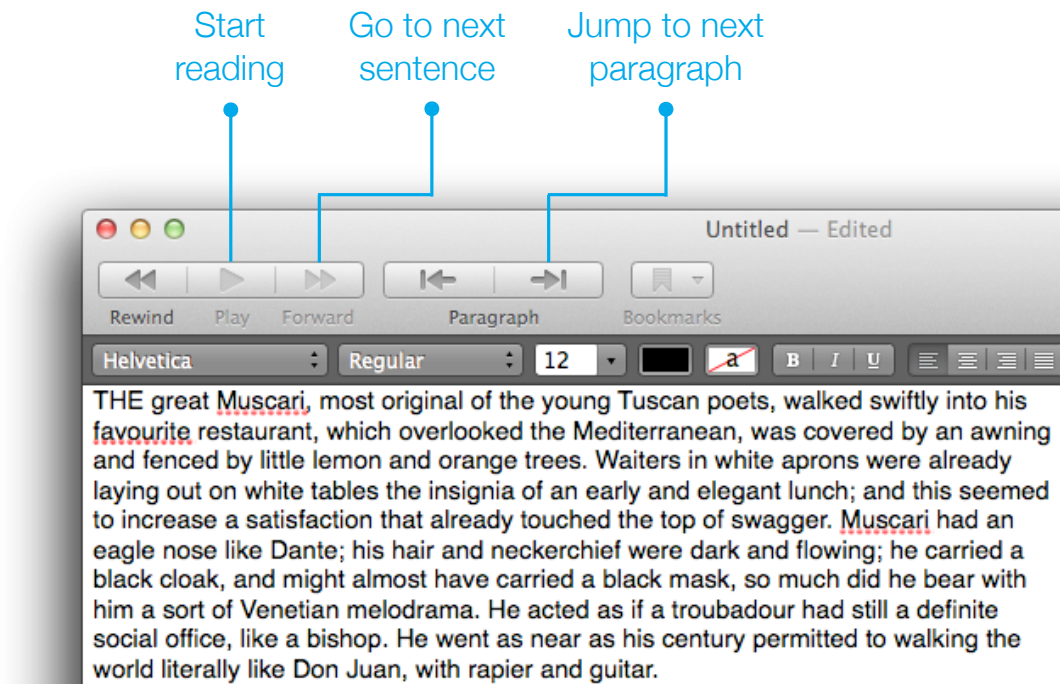 Start reading
Go to next sentence
Jump to next paragraph
Untitled — Edited
Rewind Play Forward Paragraph Bookmarks
Helvetica Regular 12 a B I U
THE great Muscari, most original of the young Tuscan poets, walked swiftly into his
favourite restaurant, which overlooked the Mediterranean, was covered by an awning
and fenced by little lemon and orange trees. Waiters in white aprons were already
laying out on white tables the insignia of an early and elegant lunch; and this seemed
to increase a satisfaction that already touched the top of swagger. Muscari had an
eagle nose like Dante; his hair and neckerchief were dark and flowing; he carried a
black cloak, and might almost have carried a black mask, so much did he bear with
him a sort of Venetian melodrama. He acted as if a troubadour had still a definite
social office, like a bishop. He went as near as his century permitted to walking the
world literally like Don Juan, with rapier and guitar.